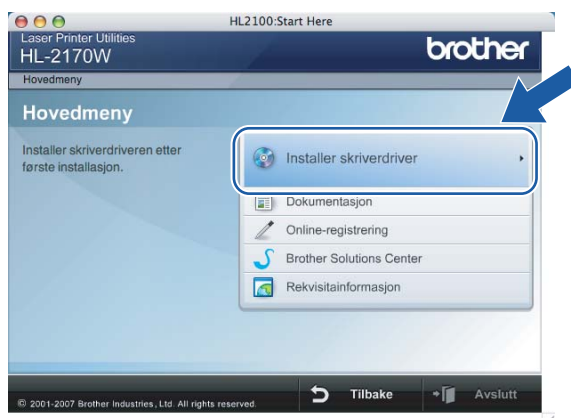 HL2100:Start Here
Laser Printer Utilities
HL-2170W
brother
Hovedmeny
Hovedmeny
Installer skriverdriveren etter
første installasjon.
Installer skriverdriver
Dokumentasjon
Online-registrering
Brother Solutions Center
Rekvisitainformasjon
© 2001-2007 Brother Industries, Ltd. All rights reserved.
Tilbake
Avslutt